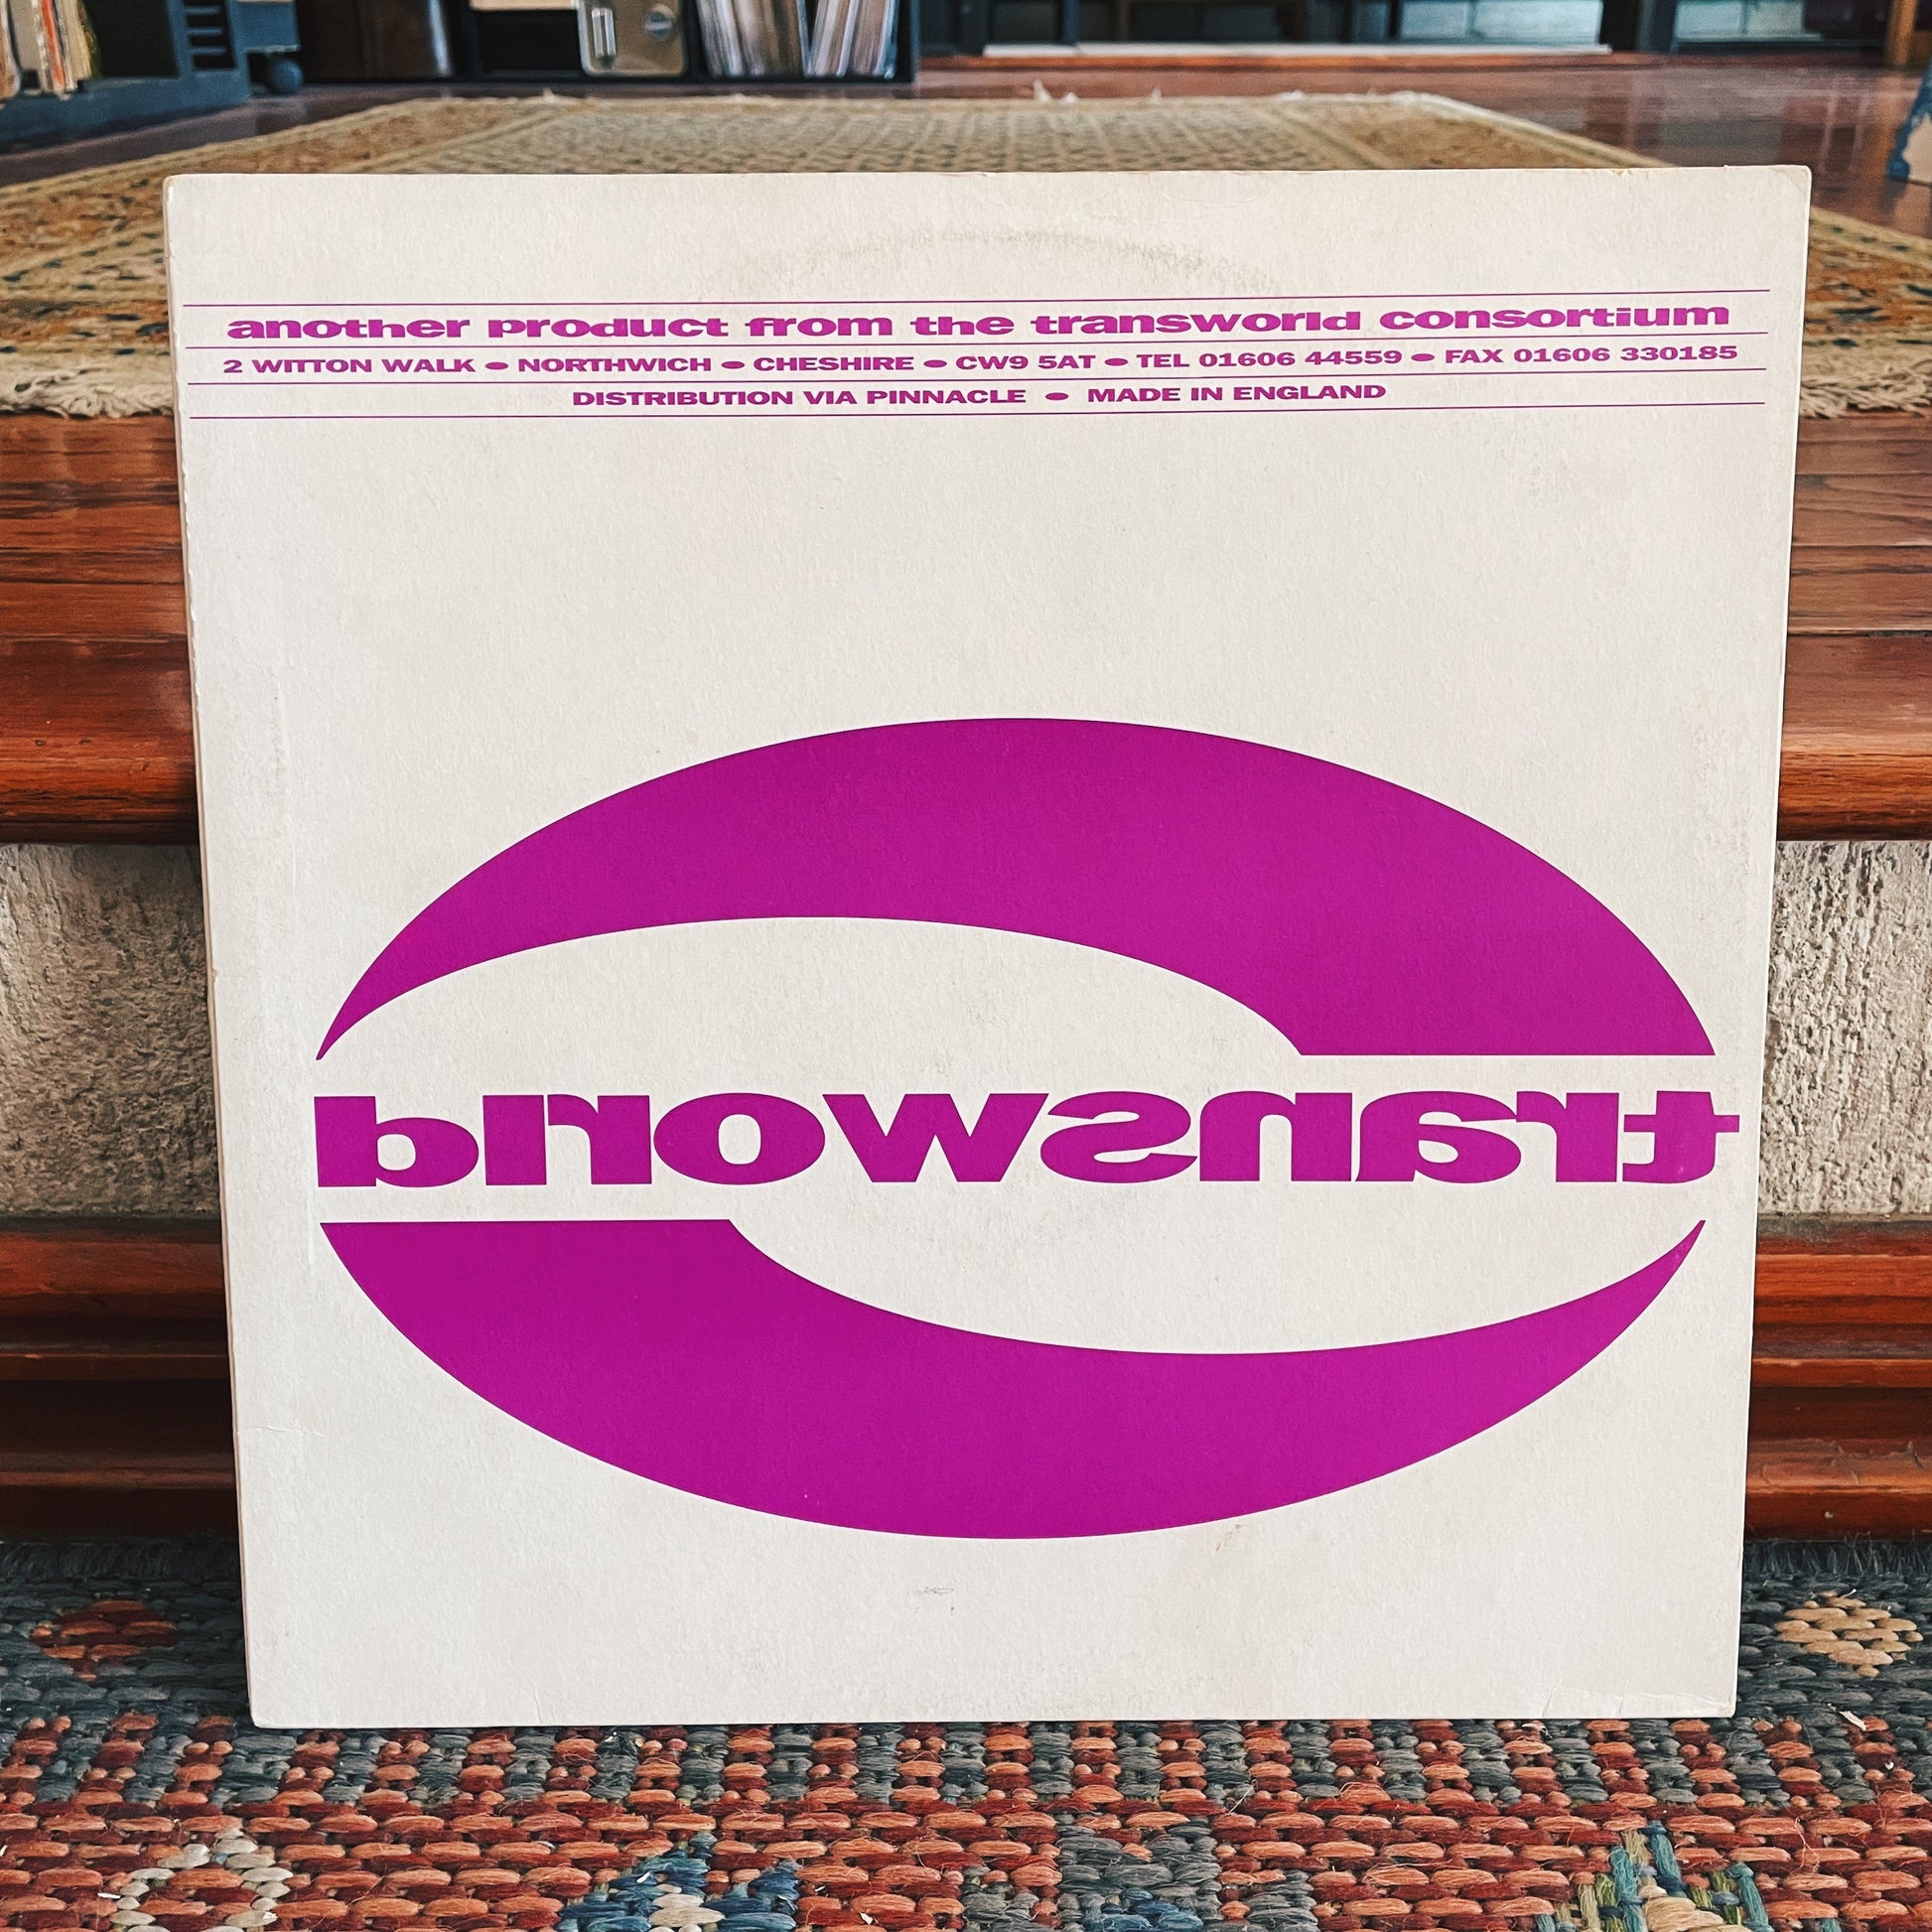 another product from the transworld consortium
2 WITTON WALK ● NORTHWICH ● CHESHIRE ● CW9 5AT ● TEL 01606 44559 ● FAX 01606 330185
DISTRIBUTION VIA PINNACLE ● MADE IN ENGLAND
transworld